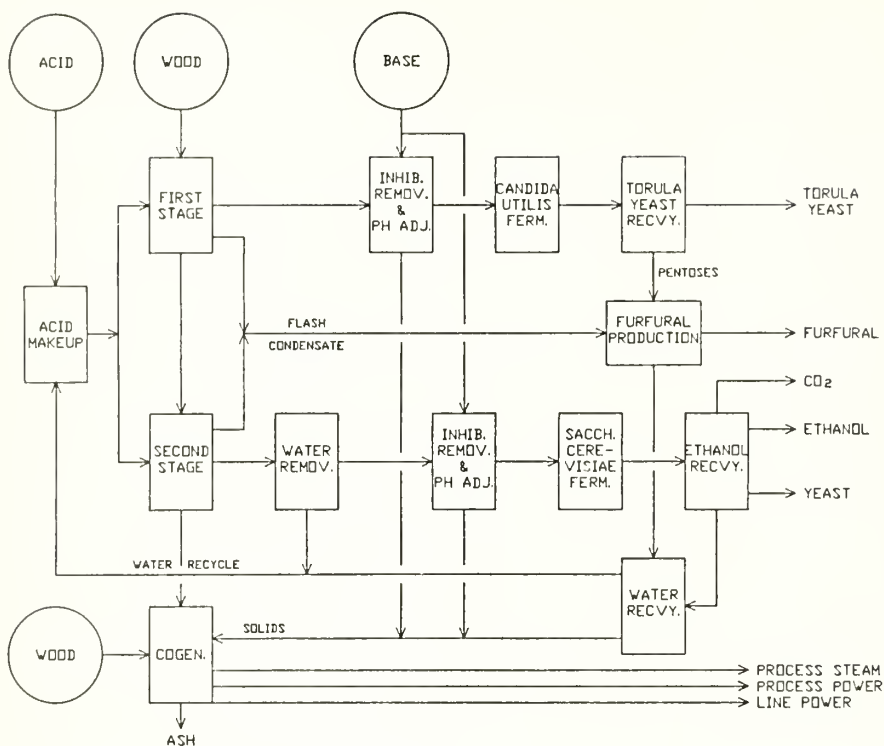 ACID
WOOD
BASE
FIRST
STAGE
INHIB.
REMOV.
&
PH ADJ.
CANDIDA
UTILIS
FERM.
TORULA
YEAST
RECVY.
TORULA
YEAST
PENTOSES
ACID
MAKEUP
FLASH
CONDENSATE
FURFURAL
PRODUCTION
FURFURAL
CO2
SECOND
STAGE
WATER
REMOV.
INHIB.
REMOV.
&
PH ADJ.
SACCH.
CERE-
VISIAE
FERM.
ETHANOL
RECVY.
ETHANOL
YEAST
WATER RECYCLE
WATER
RECVY.
SOLIDS
WOOD
COGEN.
PROCESS STEAM
PROCESS POWER
LINE POWER
ASH